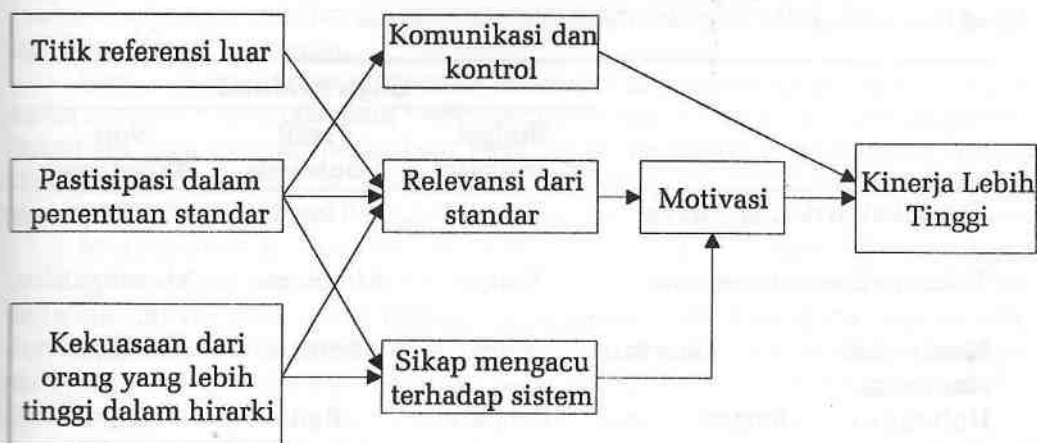 Titik referensi luar
Komunikasi dan
kontrol
Pastisipasi dalam
penentuan standar
Relevansi dari
standar
Motivasi
Kinerja Lebih
Tinggi
Kekuasaan dari
orang yang lebih
tinggi dalam hirarki
Sikap mengacu
terhadap sistem